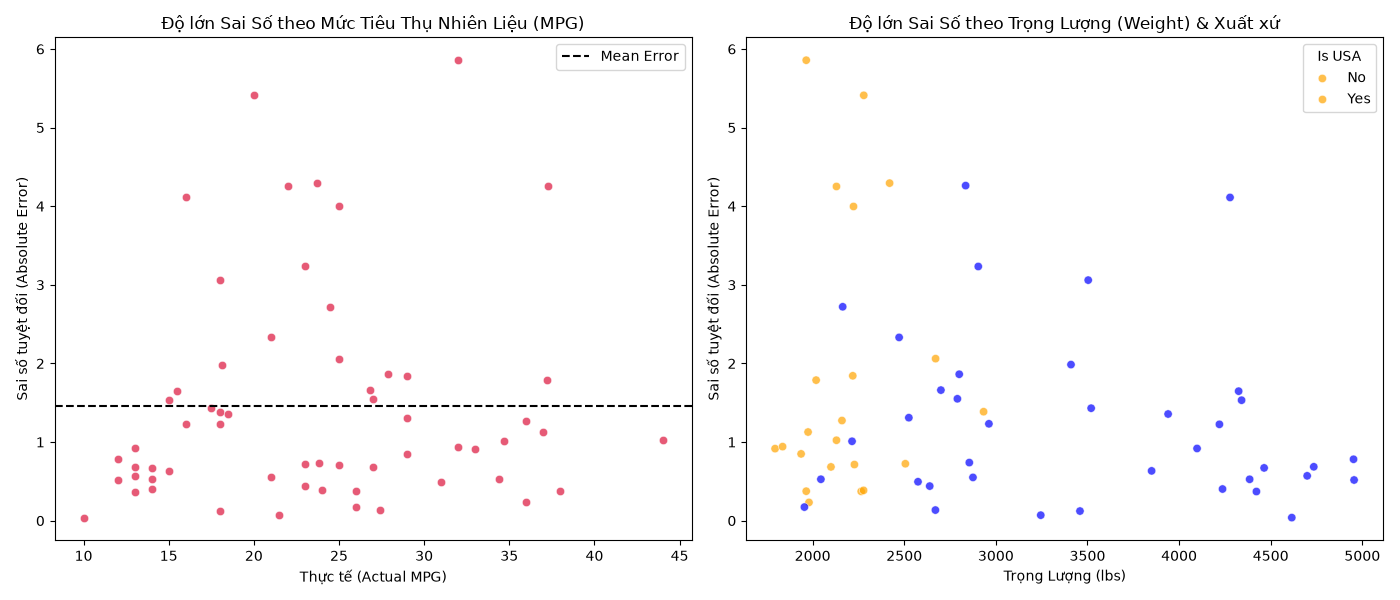 Độ lớn Sai Số theo Mức Tiêu Thụ Nhiên Liệu (MPG)
Mean Error
6
5
4
3
2
1
0
Sai số tuyệt đối (Absolute Error)
10 15 20 25 30 35 40 45
Thực tế (Actual MPG)
Độ lớn Sai Số theo Trọng Lượng (Weight) & Xuất xứ
Is USA
No
Yes
6
5
4
3
2
1
0
Sai số tuyệt đối (Absolute Error)
2000 2500 3000 3500 4000 4500 5000
Trọng Lượng (lbs)